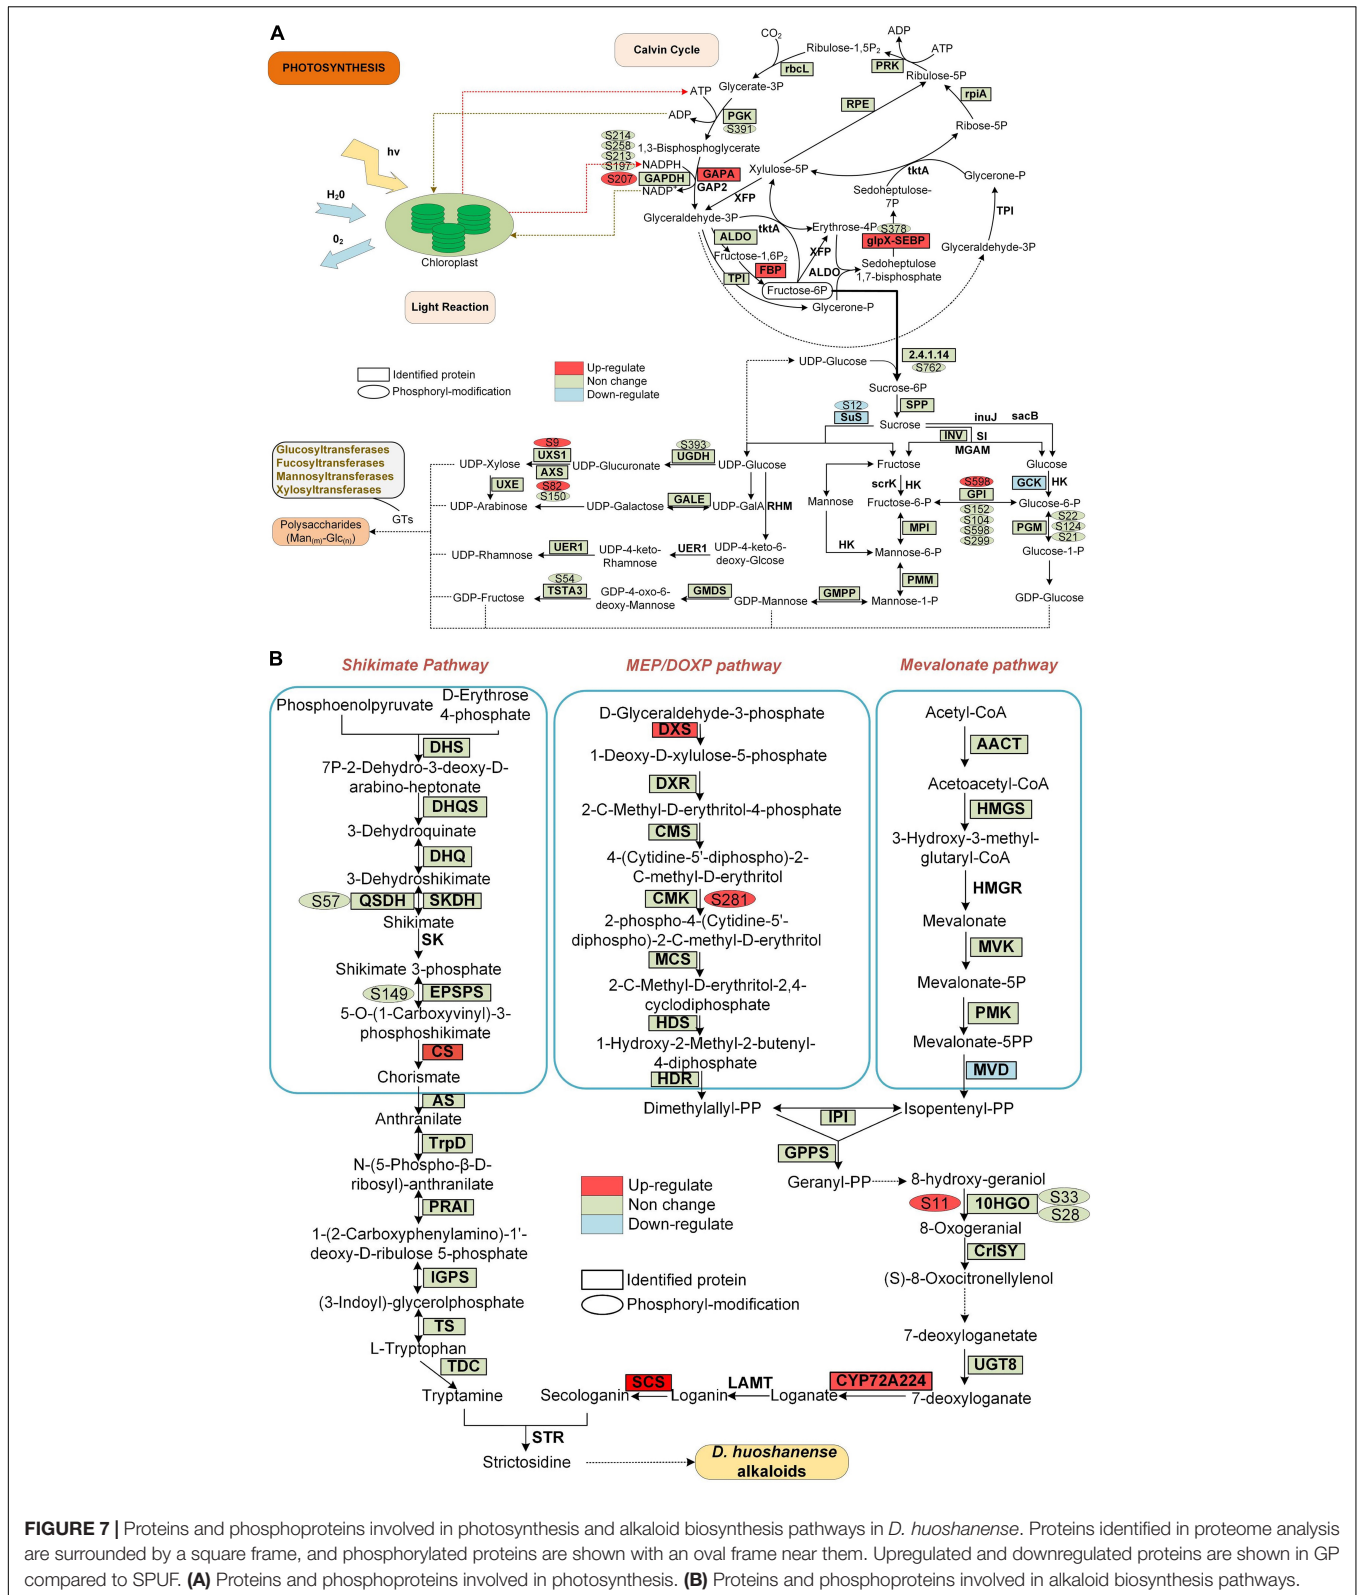 A
PHOTOSYNTHESIS
Calvin Cycle
CO2
Ribulose-1,5P2
ADP
ATP
PRK
Ribulose-5P
rbcL
Glycerate-3P
ATP
ADP
PGK
S391
RPE
rpiA
Ribose-5P
S214
S258
S213
S197
S207
1,3-Bisphosphoglycerate
NADPH
GAPDH
NADP+
GAPA
GAP2
Xylulose-5P
XFP
tktA
Glycerone-P
Sedoheptulose-
7P
TPI
hv
H20
02
Chloroplast
Glyceraldehyde-3P
tktA
ALDO
Erythrose-4P
S378
glpX-SEBP
Glyceraldehyde-3P
Fructose-1,6P2
XFP
FBP
TPI
ALDO
Sedoheptulose
1,7-bisphosphate
Fructose-6P
Glycerone-P
Light Reaction
Identified protein
Phosphoryl-modification
Up-regulate
Non change
Down-regulate
UDP-Glucose
2.4.1.14
S762
Sucrose-6P
SPP
S12
SuS
Sucrose
inuJ
sacB
INV
SI
MGAM
Glucosyltransferases
Fucosyltransferases
Mannosyltransferases
Xylosyltransferases
GTs
Polysaccharides
(Man(m)-Glc(n))
UDP-Xylose
S9
UXS1
AXS
S82
S150
UDP-Glucuronate
S393
UGDH
UDP-Glucose
Fructose
Glucose
UXE
scrK
HK
S598
GPI
GCK
HK
UDP-Arabinose
UDP-Galactose
GALE
UDP-GalA
RHM
Mannose
Fructose-6-P
Glucose-6-P
S152
S104
S598
S299
MPI
PGM
S22
S124
S21
UDP-Rhamnose
UER1
UDP-4-keto-
Rhamnose
UER1
UDP-4-keto-6-
deoxy-Glcose
HK
Mannose-6-P
Glucose-1-P
PMM
GDP-Fructose
S54
TSTA3
GDP-4-oxo-6-
deoxy-Mannose
GMDS
GDP-Mannose
GMPP
Mannose-1-P
GDP-Glucose
B
Shikimate Pathway
MEP/DOXP pathway
Mevalonate pathway
Phosphoenolpyruvate
D-Erythrose
4-phosphate
DHS
7P-2-Dehydro-3-deoxy-D-
arabino-heptonate
DHQS
3-Dehydroquinate
DHQ
3-Dehydroshikimate
S57
QSDH
SKDH
Shikimate
SK
Shikimate 3-phosphate
S149
EPSPS
5-O-(1-Carboxyvinyl)-3-
phosphoshikimate
CS
Chorismate
AS
Anthranilate
TrpD
N-(5-Phospho-β-D-
ribosyl)-anthranilate
PRAI
1-(2-Carboxyphenylamino)-1'-
deoxy-D-ribulose 5-phosphate
IGPS
(3-Indoyl)-glycerolphosphate
TS
L-Tryptophan
TDC
Tryptamine
D-Glyceraldehyde-3-phosphate
DXS
1-Deoxy-D-xylulose-5-phosphate
DXR
2-C-Methyl-D-erythritol-4-phosphate
CMS
4-(Cytidine-5'-diphospho)-2-
C-methyl-D-erythritol
CMK
S281
2-phospho-4-(Cytidine-5'-
diphospho)-2-C-methyl-D-erythritol
MCS
2-C-Methyl-D-erythritol-2,4-
cyclodiphosphate
HDS
1-Hydroxy-2-Methyl-2-butenyl-
4-diphosphate
HDR
Dimethylallyl-PP
Acetyl-CoA
AACT
Acetoacetyl-CoA
HMGS
3-Hydroxy-3-methyl-
glutaryl-CoA
HMGR
Mevalonate
MVK
Mevalonate-5P
PMK
Mevalonate-5PP
MVD
Isopentenyl-PP
IPI
GPPS
Geranyl-PP
8-hydroxy-geraniol
S11
10HGO
S33
S28
8-Oxogeranial
CrISY
(S)-8-Oxocitronellylenol
7-deoxyloganetate
UGT8
7-deoxyloganate
CYP72A224
Loganate
LAMT
Loganin
SCS
Secologanin
Up-regulate
Non change
Down-regulate
Identified protein
Phosphoryl-modification
STR
Strictosidine
D. huoshanense
alkaloids
FIGURE 7 | Proteins and phosphoproteins involved in photosynthesis and alkaloid biosynthesis pathways in D. huoshanense. Proteins identified in proteome analysis
are surrounded by a square frame, and phosphorylated proteins are shown with an oval frame near them. Upregulated and downregulated proteins are shown in GP
compared to SPUF. (A) Proteins and phosphoproteins involved in photosynthesis. (B) Proteins and phosphoproteins involved in alkaloid biosynthesis pathways.